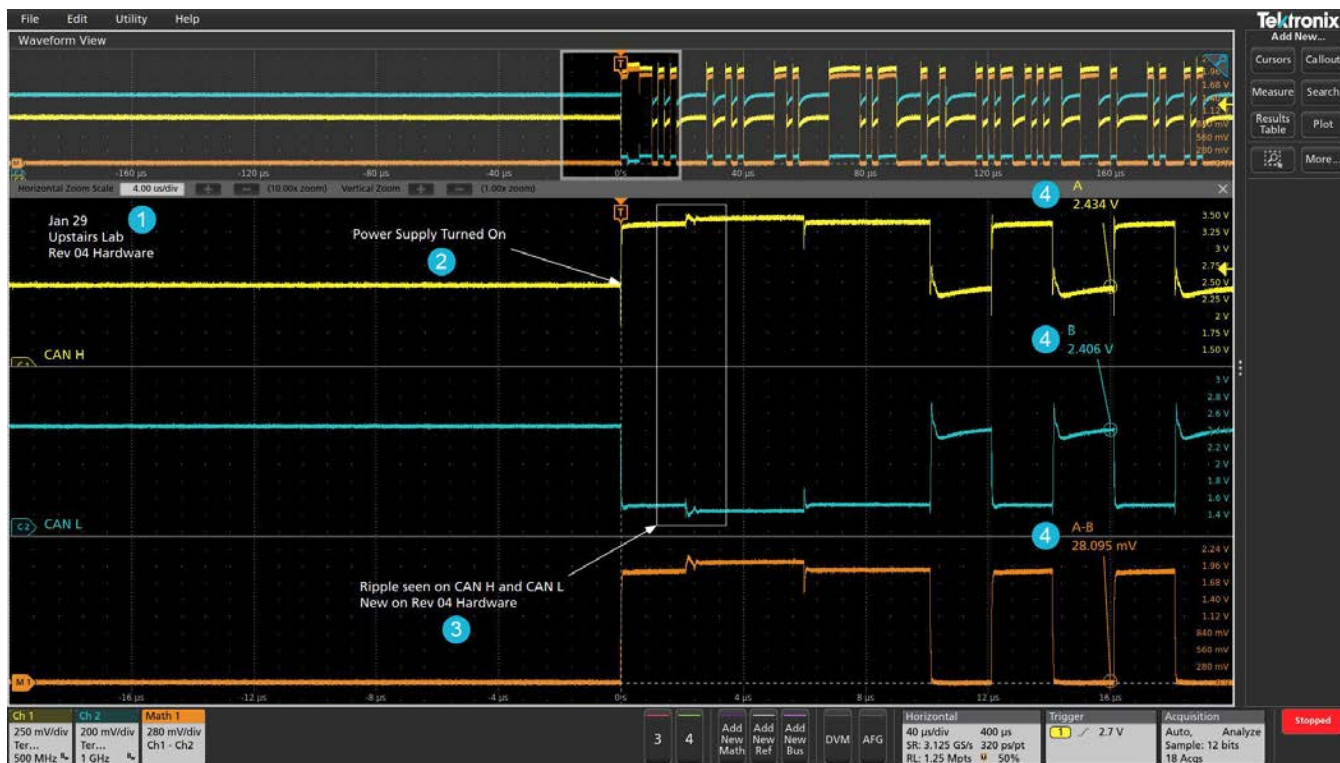 File Edit Utility Help
Tektronix
Add New...
Waveform View
Cursors Callout
Measure Search
Results Table Plot
More...
T
1.96
1.68 V
560 mV
280 mV
M
-160 µs -120 µs -80 µs -40 µs 0 s 40 µs 80 µs 120 µs 160 µs
Horizontal Zoom Scale 4.00 us/div (10.00x zoom) Vertical Zoom (1.00x zoom)
1
Jan 29
Upstairs Lab
Rev 04 Hardware
Power Supply Turned On
2
T
4 A
2.434 V
3.50 V
3.25 V
3 V
2.75
2.50 V
2.25 V
2 V
1.75 V
1.50 V
CAN H
4 B
2.406 V
3 V
2.8 V
2.6 V
2.4 V
2.2 V
2 V
1.8 V
1.6 V
1.4 V
C2 CAN L
4 A-B
28.095 mV
2.24 V
1.96 V
1.68 V
1.40 V
1.12 V
840 mV
560 mV
280 mV
Ripple seen on CAN H and CAN L
New on Rev 04 Hardware
3
M1
-16 µs -12 µs -8 µs -4 µs 0 s 4 µs 8 µs 12 µs 16 µs
Ch 1
250 mV/div
Ter...
500 MHz
Ch 2
200 mV/div
Ter...
1 GHz
Math 1
280 mV/div
Ch1 - Ch2
3 4
Add New Math
Add New Ref
Add New Bus
DVM AFG
Horizontal
40 µs/div 400 µs
SR: 3.125 GS/s 320 ps/pt
RL: 1.25 Mpts 50%
Trigger
1 2.7 V
Acquisition
Auto, Analyze
Sample: 12 bits
18 Acqs
Stopped